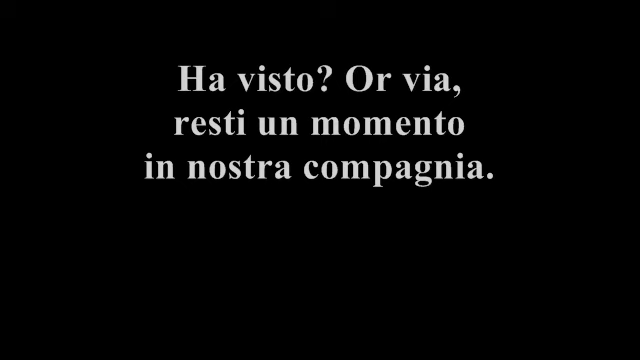 Ha visto? Or via,
resti un momento
in nostra compagnia.